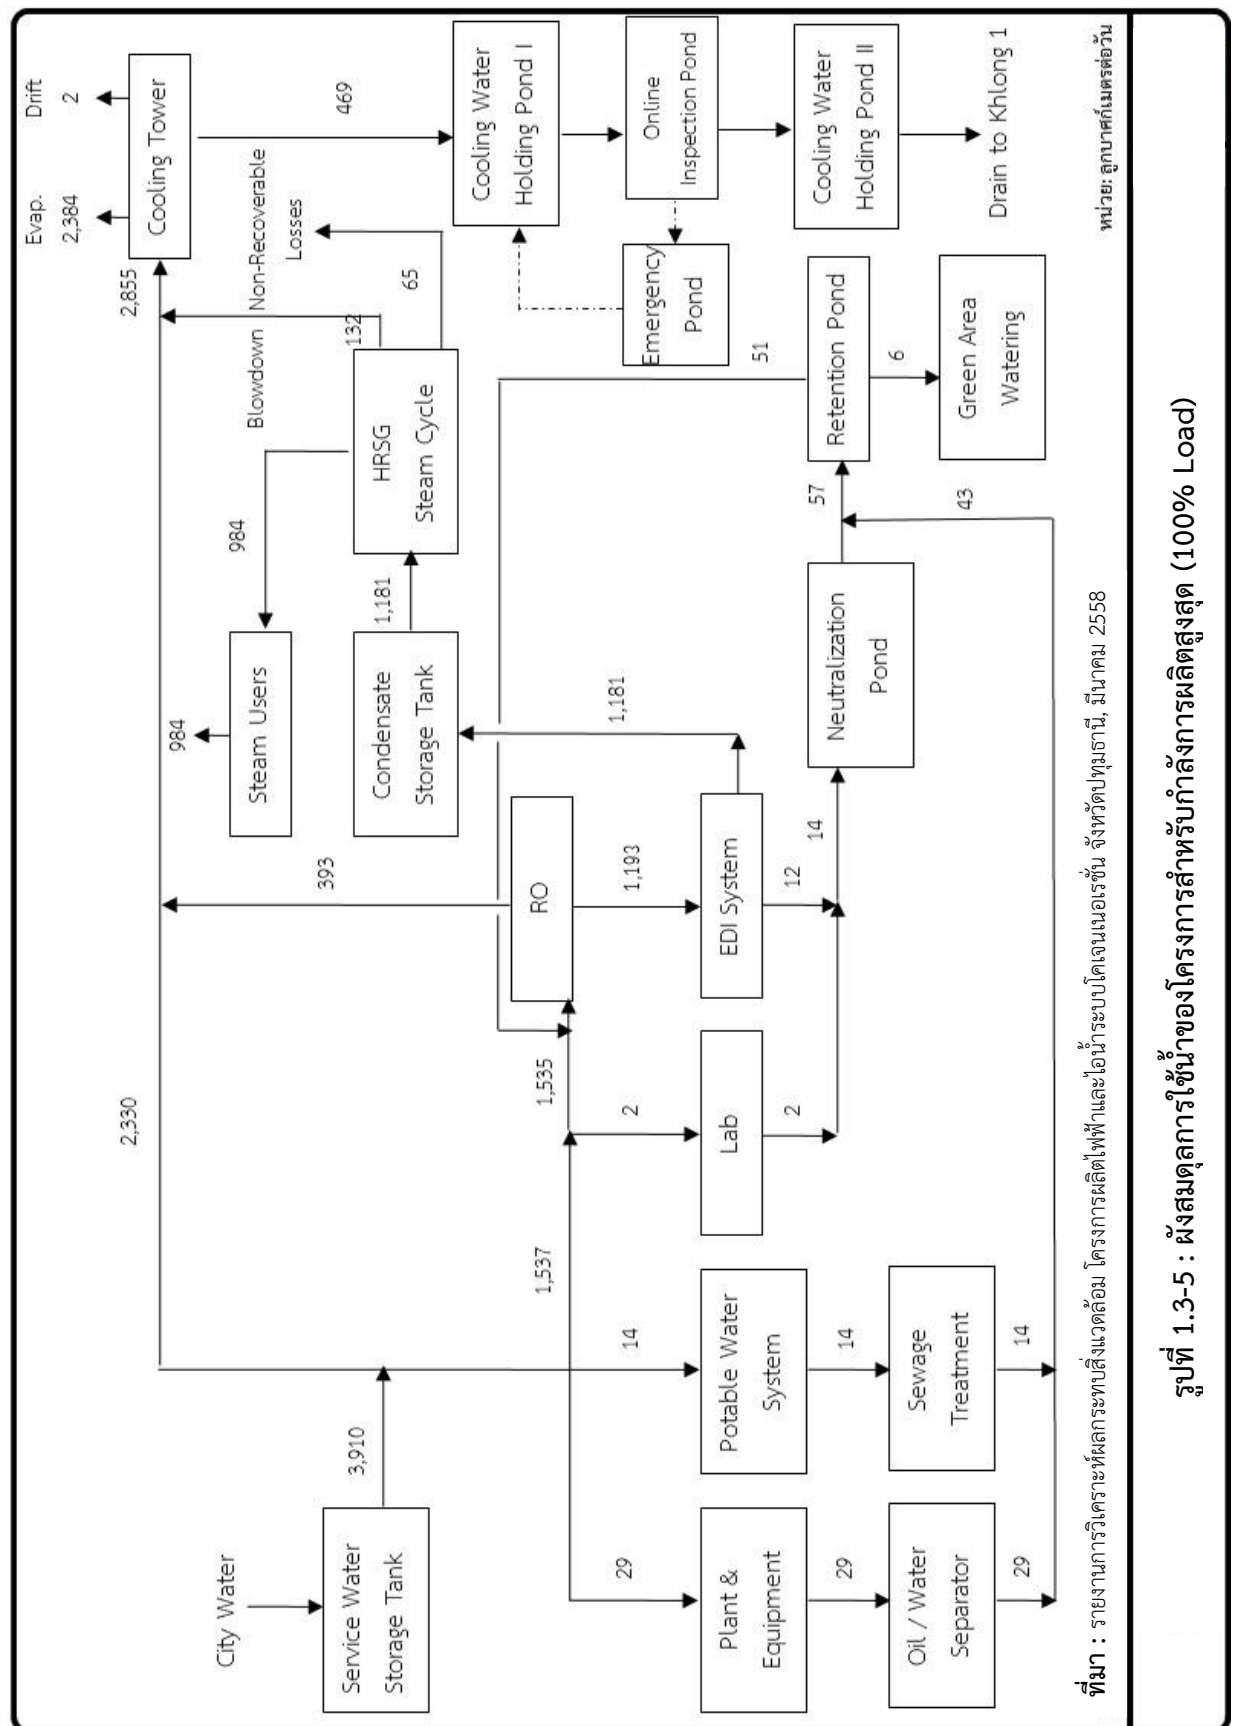 City Water
Service Water
Storage Tank
3,910
2,330
2,855
Evap.
2,384
Drift
2
Cooling Tower
469
Cooling Water
Holding Pond I
Online
Inspection Pond
Cooling Water
Holding Pond II
Drain to Khlong 1
Emergency
Pond
Blowdown
Non-Recoverable
Losses
132
65
984
Steam Users
984
HRSG
Steam Cycle
1,181
Condensate
Storage Tank
1,181
393
RO
1,193
EDI System
12
14
1,535
1,537
2
Lab
2
Neutralization
Pond
57
43
Retention Pond
51
6
Green Area
Watering
14
Potable Water
System
14
Sewage
Treatment
14
29
Plant &
Equipment
29
Oil / Water
Separator
29
หน่วย: ลูกบาศก์เมตรต่อวัน
ที่มา : รายงานการวิเคราะห์ผลกระทบสิ่งแวดล้อม โครงการผลิตไฟฟ้าและไอน้ำระบบโคเจนเนอเรชั่น จังหวัดปทุมธานี, มีนาคม 2558
รูปที่ 1.3-5 : ผังสมดุลการใช้น้ำของโครงการสำหรับกำลังการผลิตสูงสุด (100% Load)